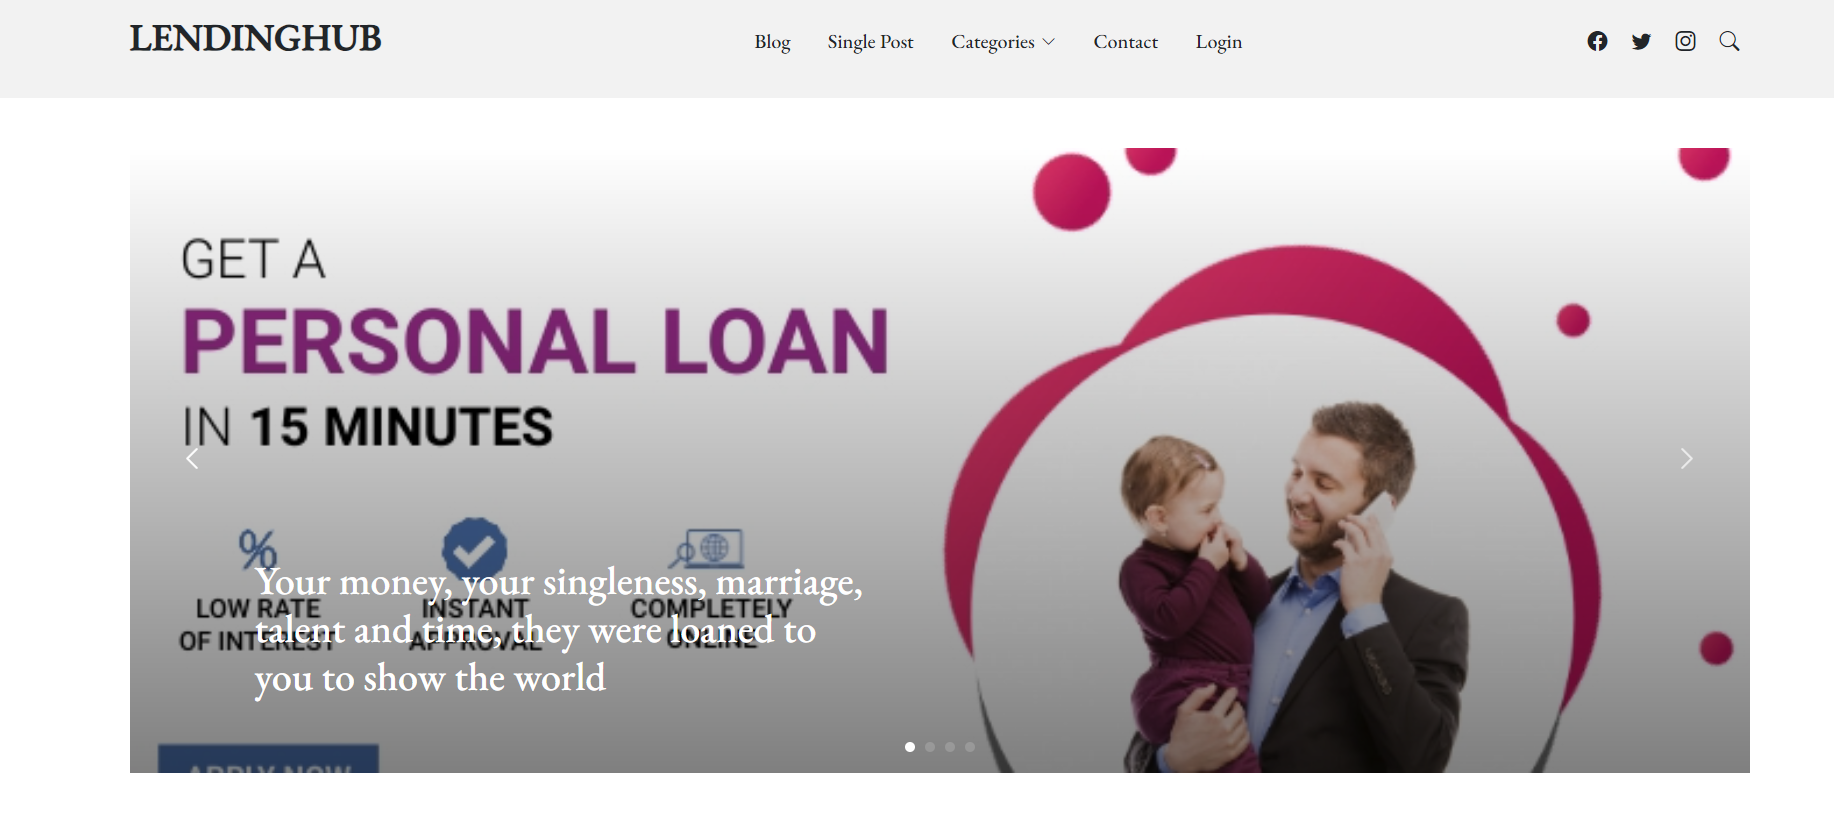 LENDINGHUB
Blog Single Post Categories Contact Login
GET A
PERSONAL LOAN
IN 15 MINUTES
%
LOW RATE
OF INTEREST
INSTANT
APPROVAL
COMPLETELY
ONLINE
Your money, your singleness, marriage,
talent and time, they were loaned to
you to show the world
APPLY NOW